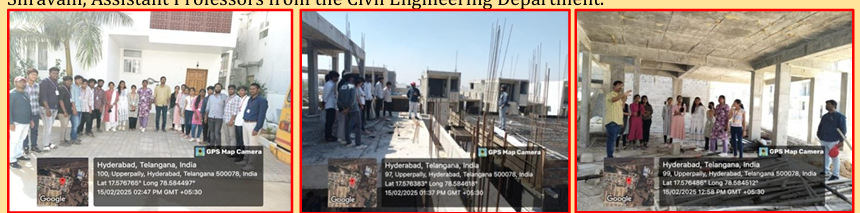 Shravani, Assistant Professors from the Civil Engineering Department.
GPS Map Camera
Hyderabad, Telangana, India
100, Upperpally, Hyderabad, Telangana 500078, India
Lat 17.576765° Long 78.584497°
15/02/2025 02:47 PM GMT +05:30
Google
GPS Map Camera
Hyderabad, Telangana, India
97, Upperpally, Hyderabad, Telangana 500078, India
Lat 17.576383° Long 78.584618°
15/02/2025 01:37 PM GMT +05:30
Google
GPS Map Camera
Hyderabad, Telangana, India
99, Upperpally, Hyderabad, Telangana 500078, India
Lat 17.576486° Long 78.584512°
15/02/2025 12:58 PM GMT +05:30
Google